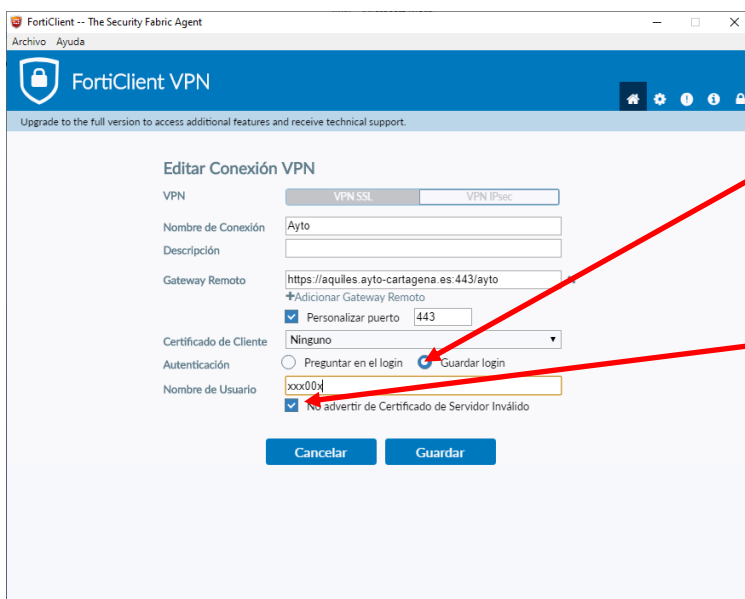 FortiClient -- The Security Fabric Agent
Archivo Ayuda
FortiClient VPN
Upgrade to the full version to access additional features and receive technical support.
Editar Conexión VPN
VPN VPN SSL VPN IPsec
Nombre de Conexión Ayto
Descripción
Gateway Remoto https://aquiles.ayto-cartagena.es:443/ayto
+Adicionar Gateway Remoto
Personalizar puerto 443
Certificado de Cliente Ninguno
Autenticación Preguntar en el login Guardar login
Nombre de Usuario xxx00x
No advertir de Certificado de Servidor Inválido
Cancelar Guardar